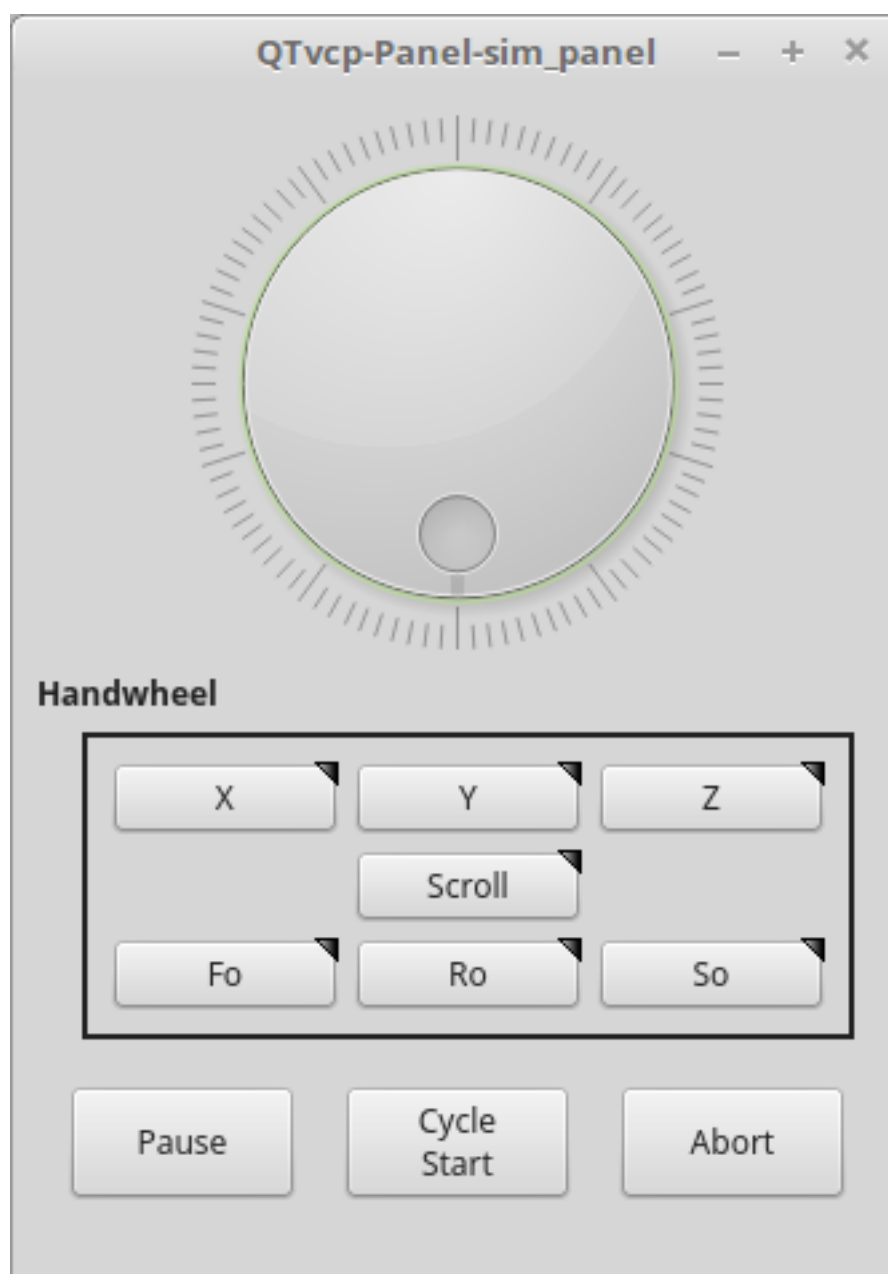 QTvcp-Panel-sim_panel
Handwheel
X Y Z
Scroll
Fo Ro So
Pause Cycle Start Abort